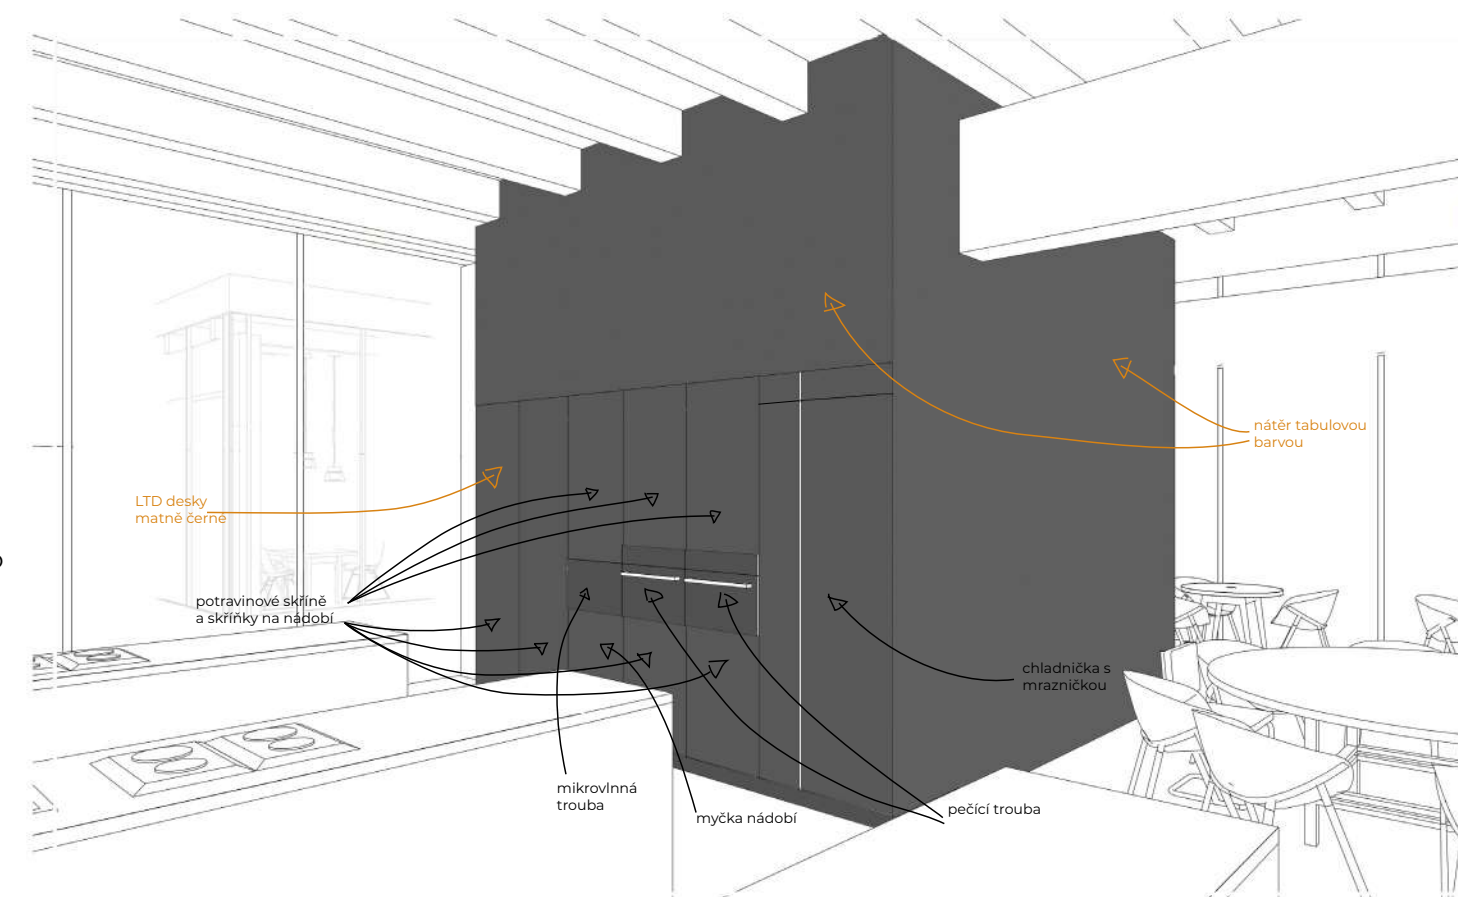 nátěr tabulovou
barvou
LTD desky
matně černé
potravinové skříně
a skříňky na nádobí
chladnička s
mrazničkou
mikrovlnná
trouba
myčka nádobí
pečící trouba